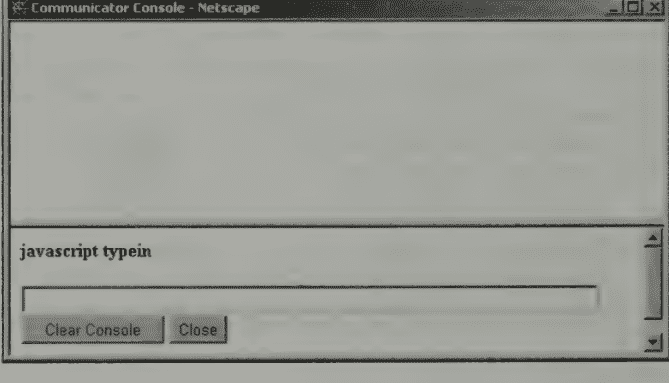 Communicator Console - Netscape
javascript typein
Clear Console
Close